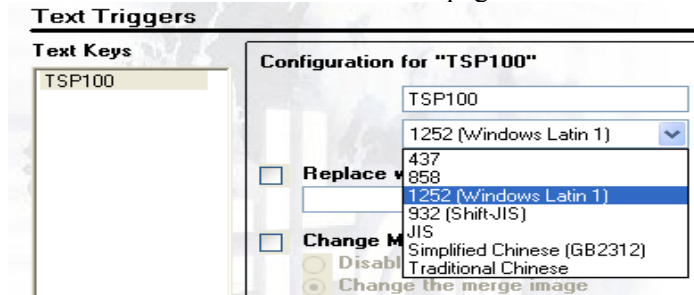 Text Triggers
Text Keys
TSP100
Configuration for "TSP100"
TSP100
1252 (Windows Latin 1)
437
858
1252 (Windows Latin 1)
932 (Shift-JIS)
JIS
Simplified Chinese (GB2312)
Traditional Chinese
Replace
Change
Change the merge image